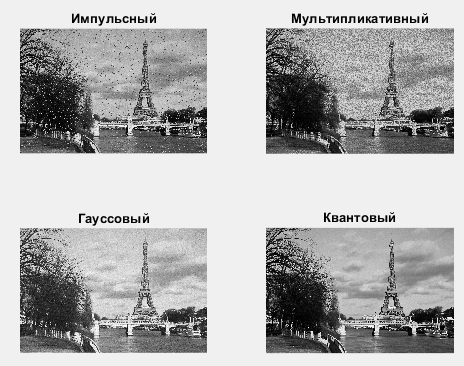 Импульсный
Мультипликативный
Гауссовый
Квантовый